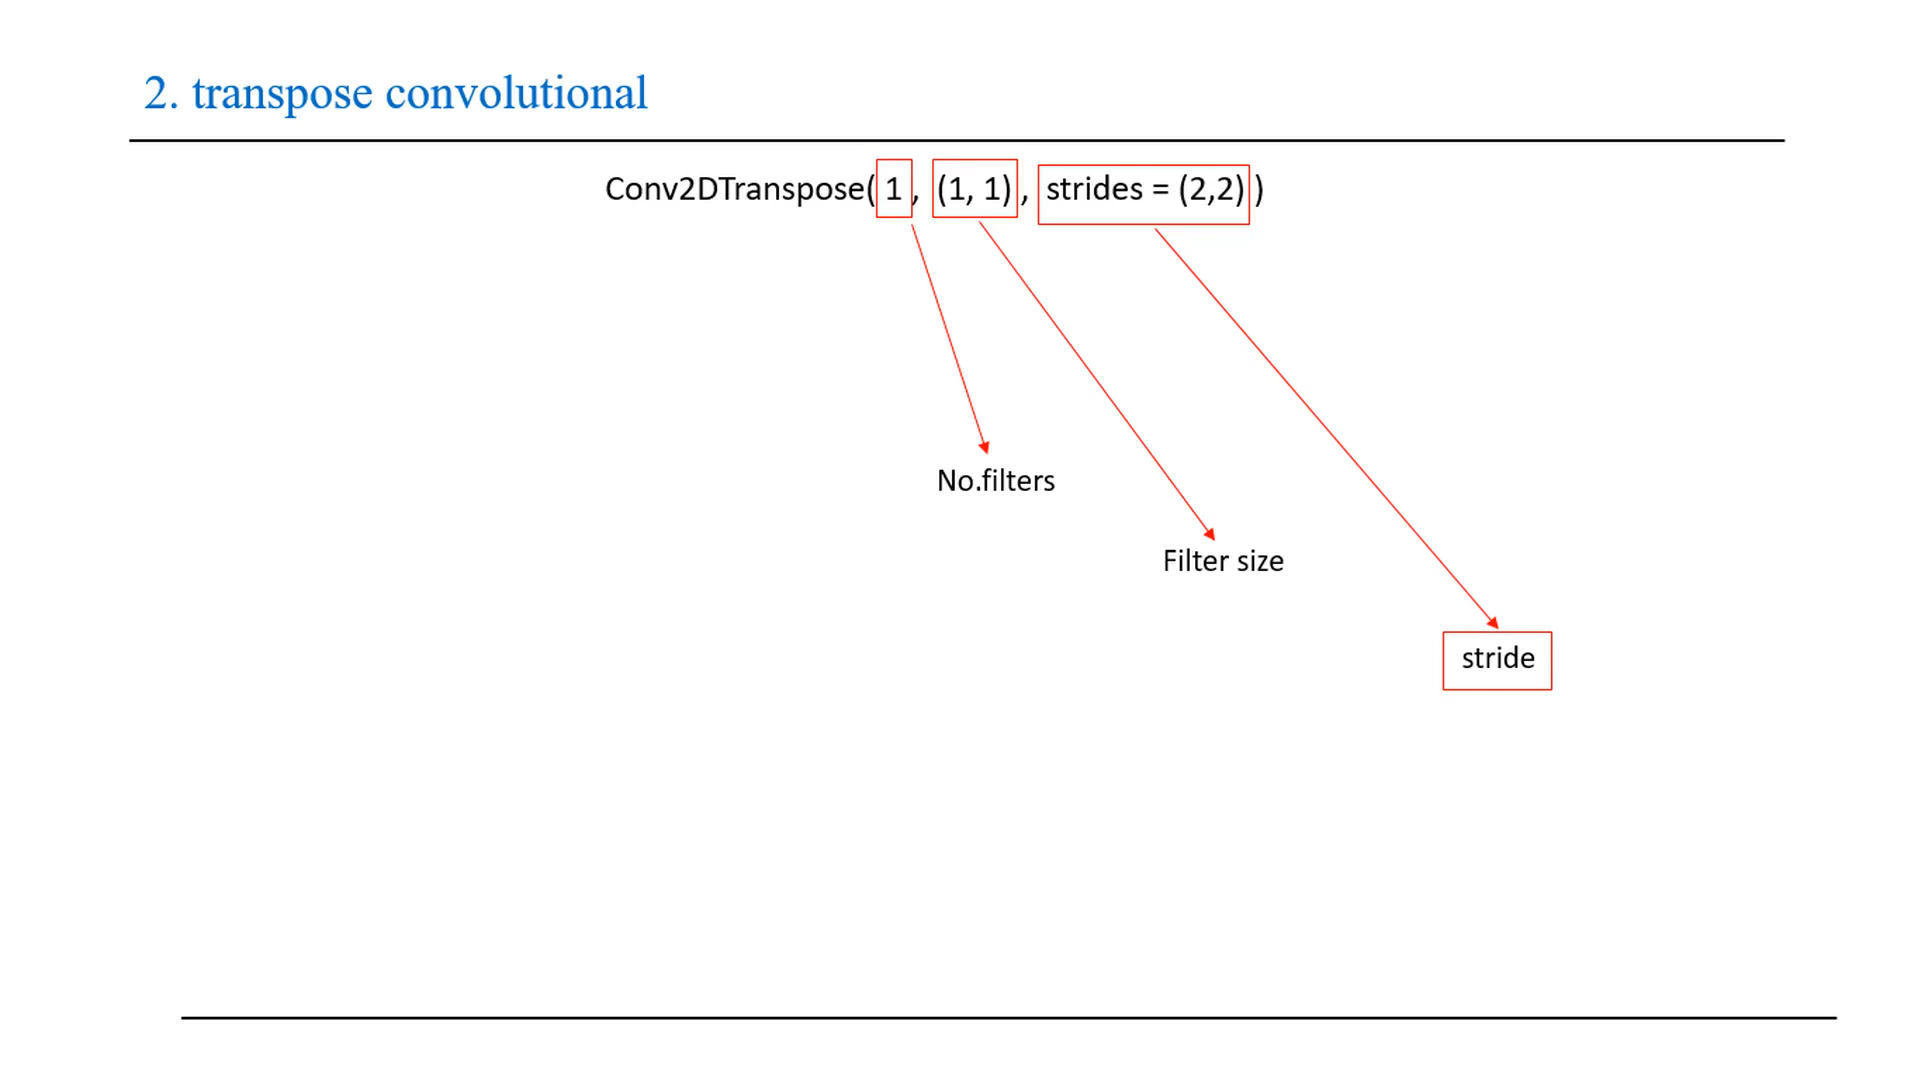 2. transpose convolutional
Conv2DTranspose( 1 , (1, 1) , strides = (2,2) )
No.filters
Filter size
stride